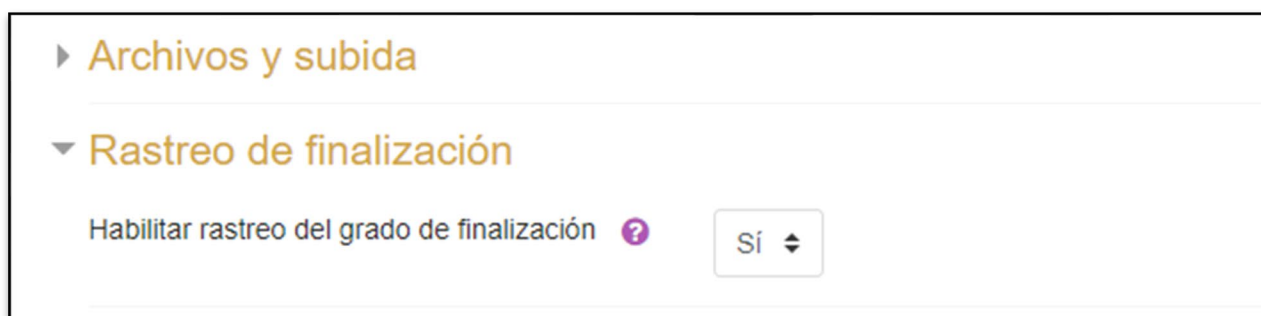 Archivos y subida
Rastreo de finalización
Habilitar rastreo del grado de finalización ? Sí